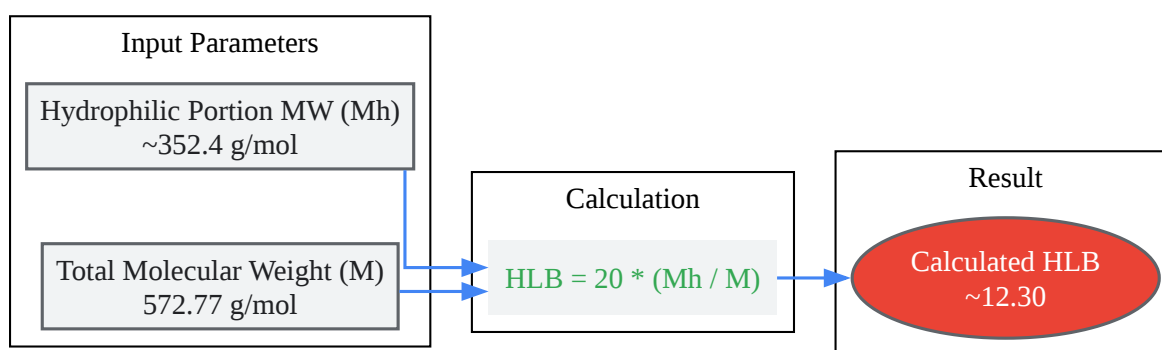 Input Parameters
Hydrophilic Portion MW (Mh)
~352.4 g/mol
Total Molecular Weight (M)
572.77 g/mol
Calculation
HLB = 20 * (Mh / M)
Result
Calculated HLB
~12.30